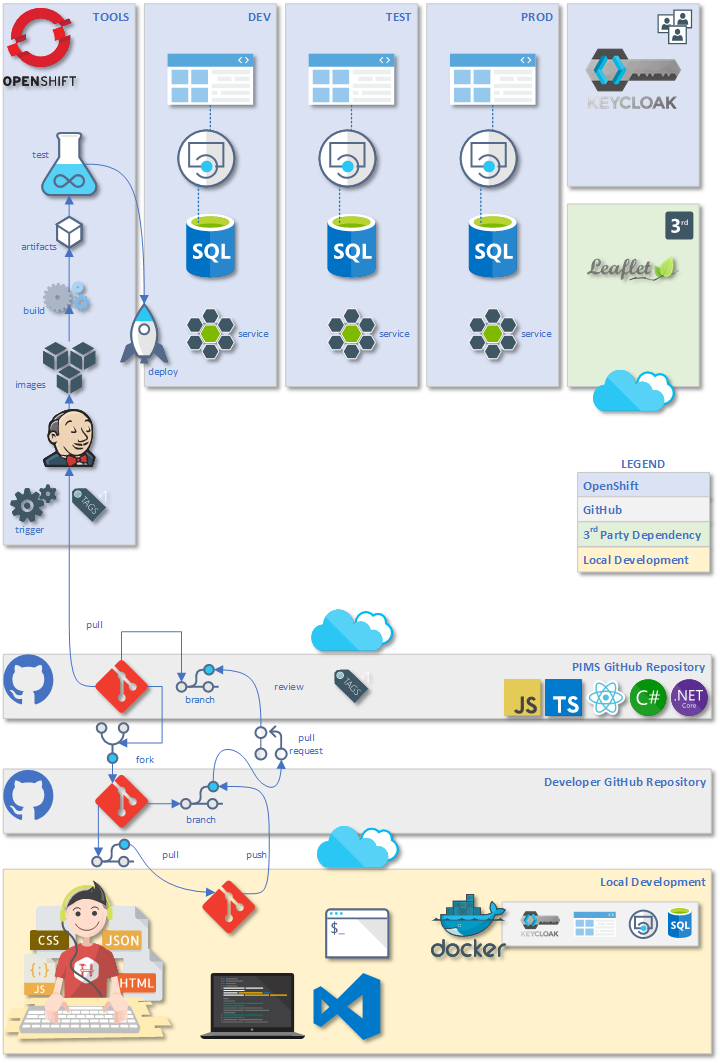 TOOLS
DEV
TEST
PROD
OPENSHIFT
KEYCLOAK
test
artifacts
build
images
deploy
trigger
TAGS
SQL
SQL
SQL
service
service
service
3rd
Leaflet
LEGEND
OpenShift
GitHub
3rd Party Dependency
Local Development
pull
PIMS GitHub Repository
branch
review
TAGS
JS
TS
C#
.NET
Core
pull
request
fork
Developer GitHub Repository
branch
pull
push
Local Development
CSS
JSON
{;}
JS
HTML
$_
docker
KEYCLOAK
SQL